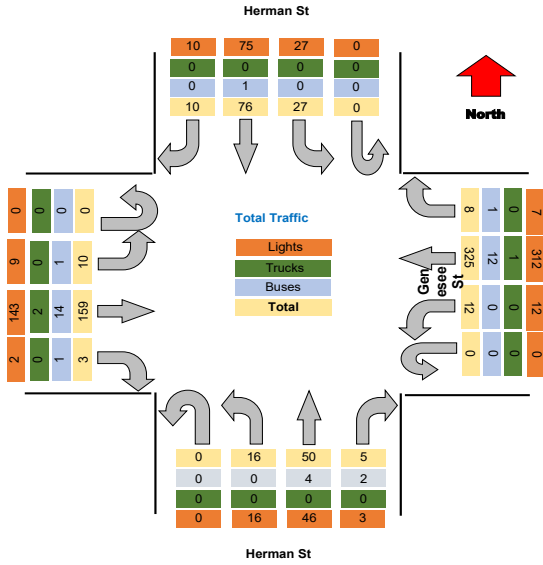 Herman St
10 75 27 0
0 0 0 0
0 1 0 0
10 76 27 0
North
0 0 0 0
9 0 1 10
143 2 14 159
2 0 1 3
Total Traffic
Lights
Trucks
Buses
Total
8 1 0 7
325 12 1 312
12 0 0 12
0 0 0 0
Gen
esee
St
0 16 50 5
0 0 4 2
0 0 0 0
0 16 46 3
Herman St